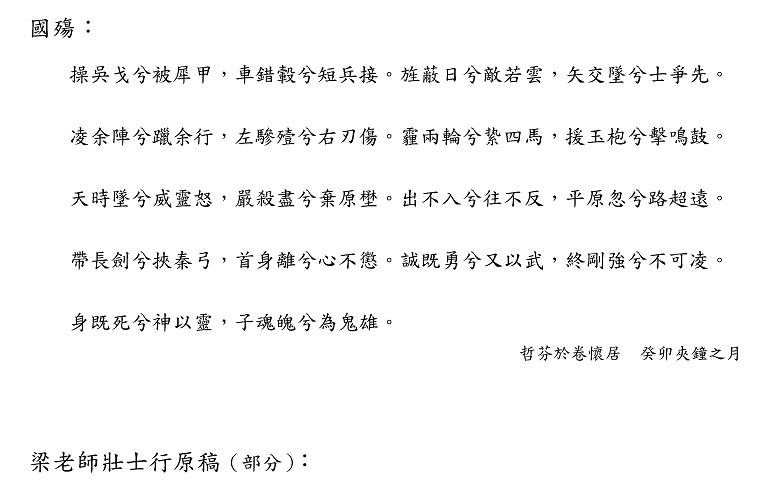 國殤：
操吳戈兮被犀甲，車錯轂兮短兵接。旌蔽日兮敵若雲，矢交墜兮士爭先。
凌余陣兮躐余行，左驂殪兮右刃傷。霾兩輪兮縶四馬，援玉枹兮擊鳴鼓。
天時墜兮威靈怒，嚴殺盡兮棄原壄。出不入兮往不反，平原忽兮路超遠。
帶長劍兮挾秦弓，首身離兮心不懲。誠既勇兮又以武，終剛強兮不可凌。
身既死兮神以靈，子魂魄兮為鬼雄。
哲芬於卷懷居　癸卯夾鐘之月
梁老師壯士行原稿（部分）：